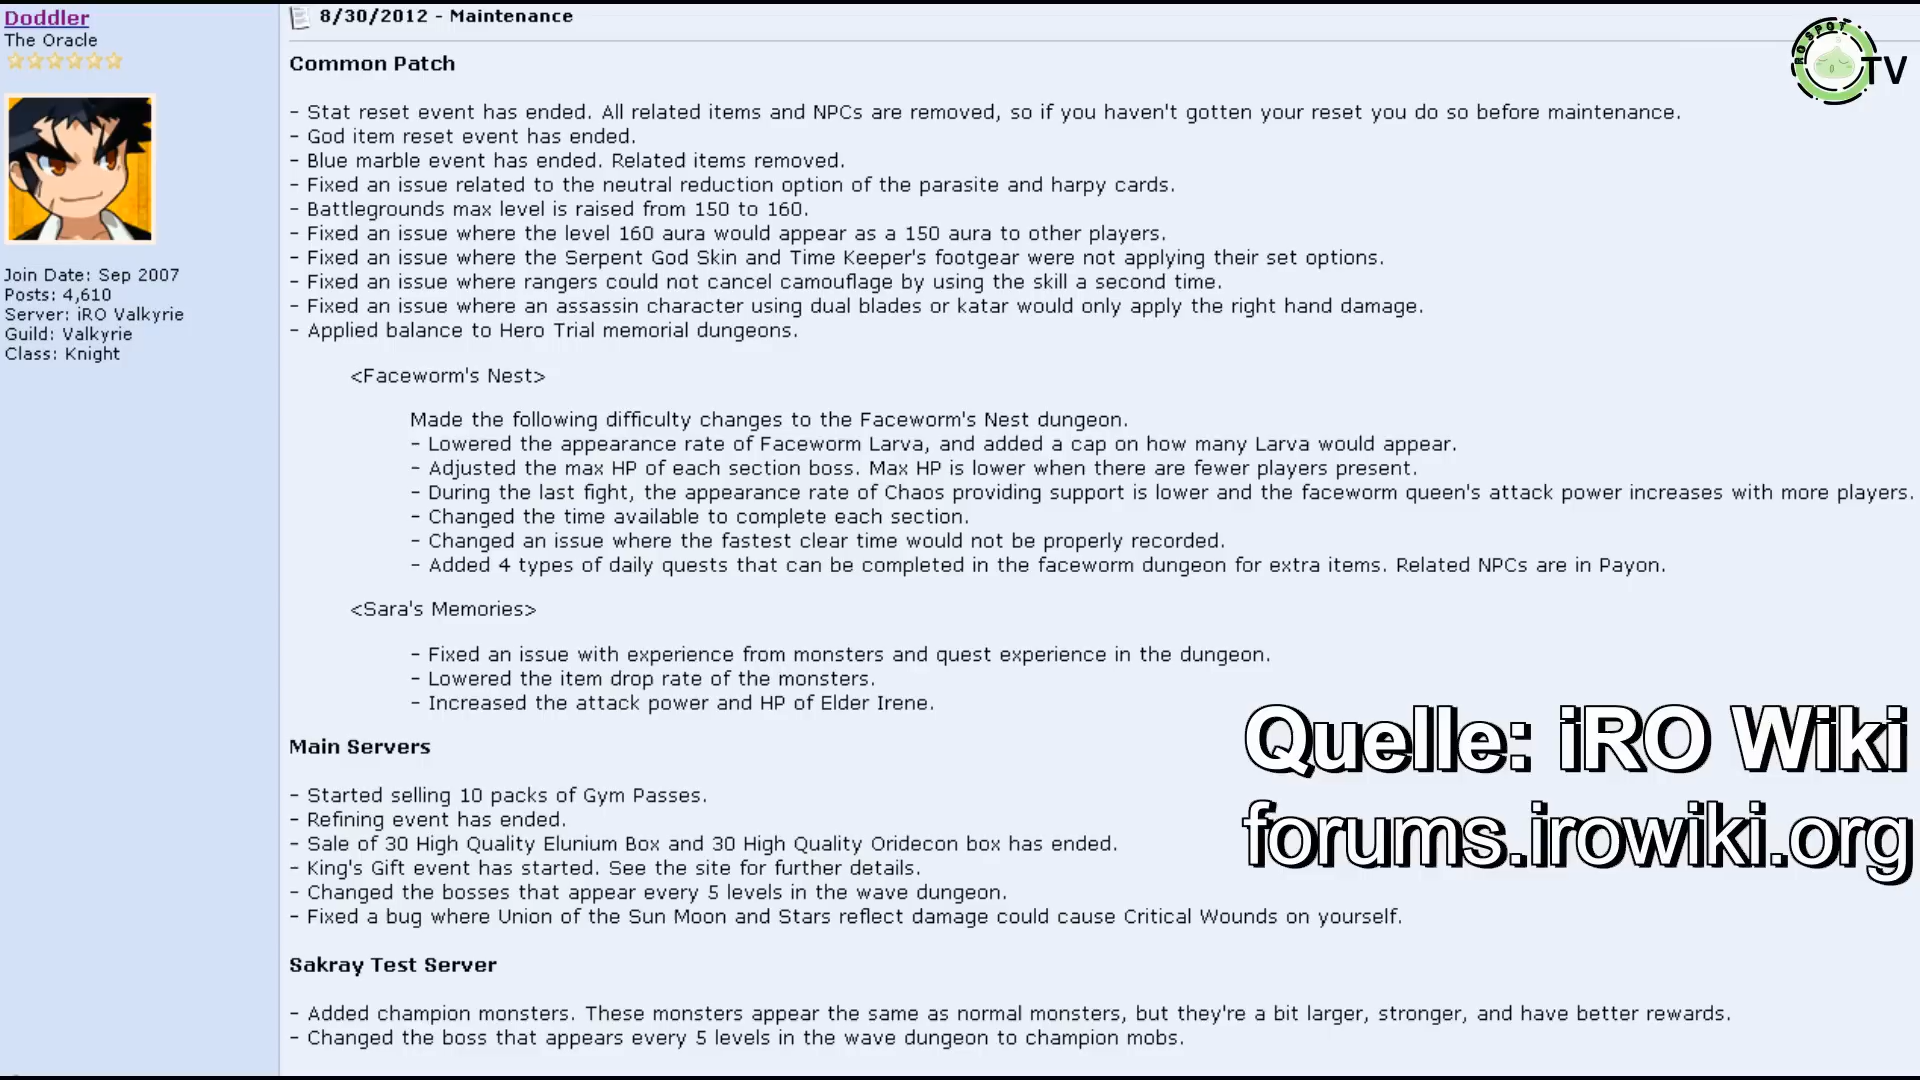 Doddler
The Oracle
Join Date: Sep 2007
Posts: 4,610
Server: iRO Valkyrie
Guild: Valkyrie
Class: Knight
8/30/2012 - Maintenance
Common Patch
- Stat reset event has ended. All related items and NPCs are removed, so if you haven't gotten your reset you do so before maintenance.
- God item reset event has ended.
- Blue marble event has ended. Related items removed.
- Fixed an issue related to the neutral reduction option of the parasite and harpy cards.
- Battlegrounds max level is raised from 150 to 160.
- Fixed an issue where the level 160 aura would appear as a 150 aura to other players.
- Fixed an issue where the Serpent God Skin and Time Keeper's footgear were not applying their set options.
- Fixed an issue where rangers could not cancel camouflage by using the skill a second time.
- Fixed an issue where an assassin character using dual blades or katar would only apply the right hand damage.
- Applied balance to Hero Trial memorial dungeons.
<Faceworm's Nest>
Made the following difficulty changes to the Faceworm's Nest dungeon.
- Lowered the appearance rate of Faceworm Larva, and added a cap on how many Larva would appear.
- Adjusted the max HP of each section boss. Max HP is lower when there are fewer players present.
- During the last fight, the appearance rate of Chaos providing support is lower and the faceworm queen's attack power increases with more players.
- Changed the time available to complete each section.
- Changed an issue where the fastest clear time would not be properly recorded.
- Added 4 types of daily quests that can be completed in the faceworm dungeon for extra items. Related NPCs are in Payon.
<Sara's Memories>
- Fixed an issue with experience from monsters and quest experience in the dungeon.
- Lowered the item drop rate of the monsters.
- Increased the attack power and HP of Elder Irene.
Main Servers
- Started selling 10 packs of Gym Passes.
- Refining event has ended.
- Sale of 30 High Quality Elunium Box and 30 High Quality Oridecon box has ended.
- King's Gift event has started. See the site for further details.
- Changed the bosses that appear every 5 levels in the wave dungeon.
- Fixed a bug where Union of the Sun Moon and Stars reflect damage could cause Critical Wounds on yourself.
Sakray Test Server
- Added champion monsters. These monsters appear the same as normal monsters, but they're a bit larger, stronger, and have better rewards.
- Changed the boss that appears every 5 levels in the wave dungeon to champion mobs.
RO SPOT
TV
Quelle: iRO Wiki
forums.irowiki.org